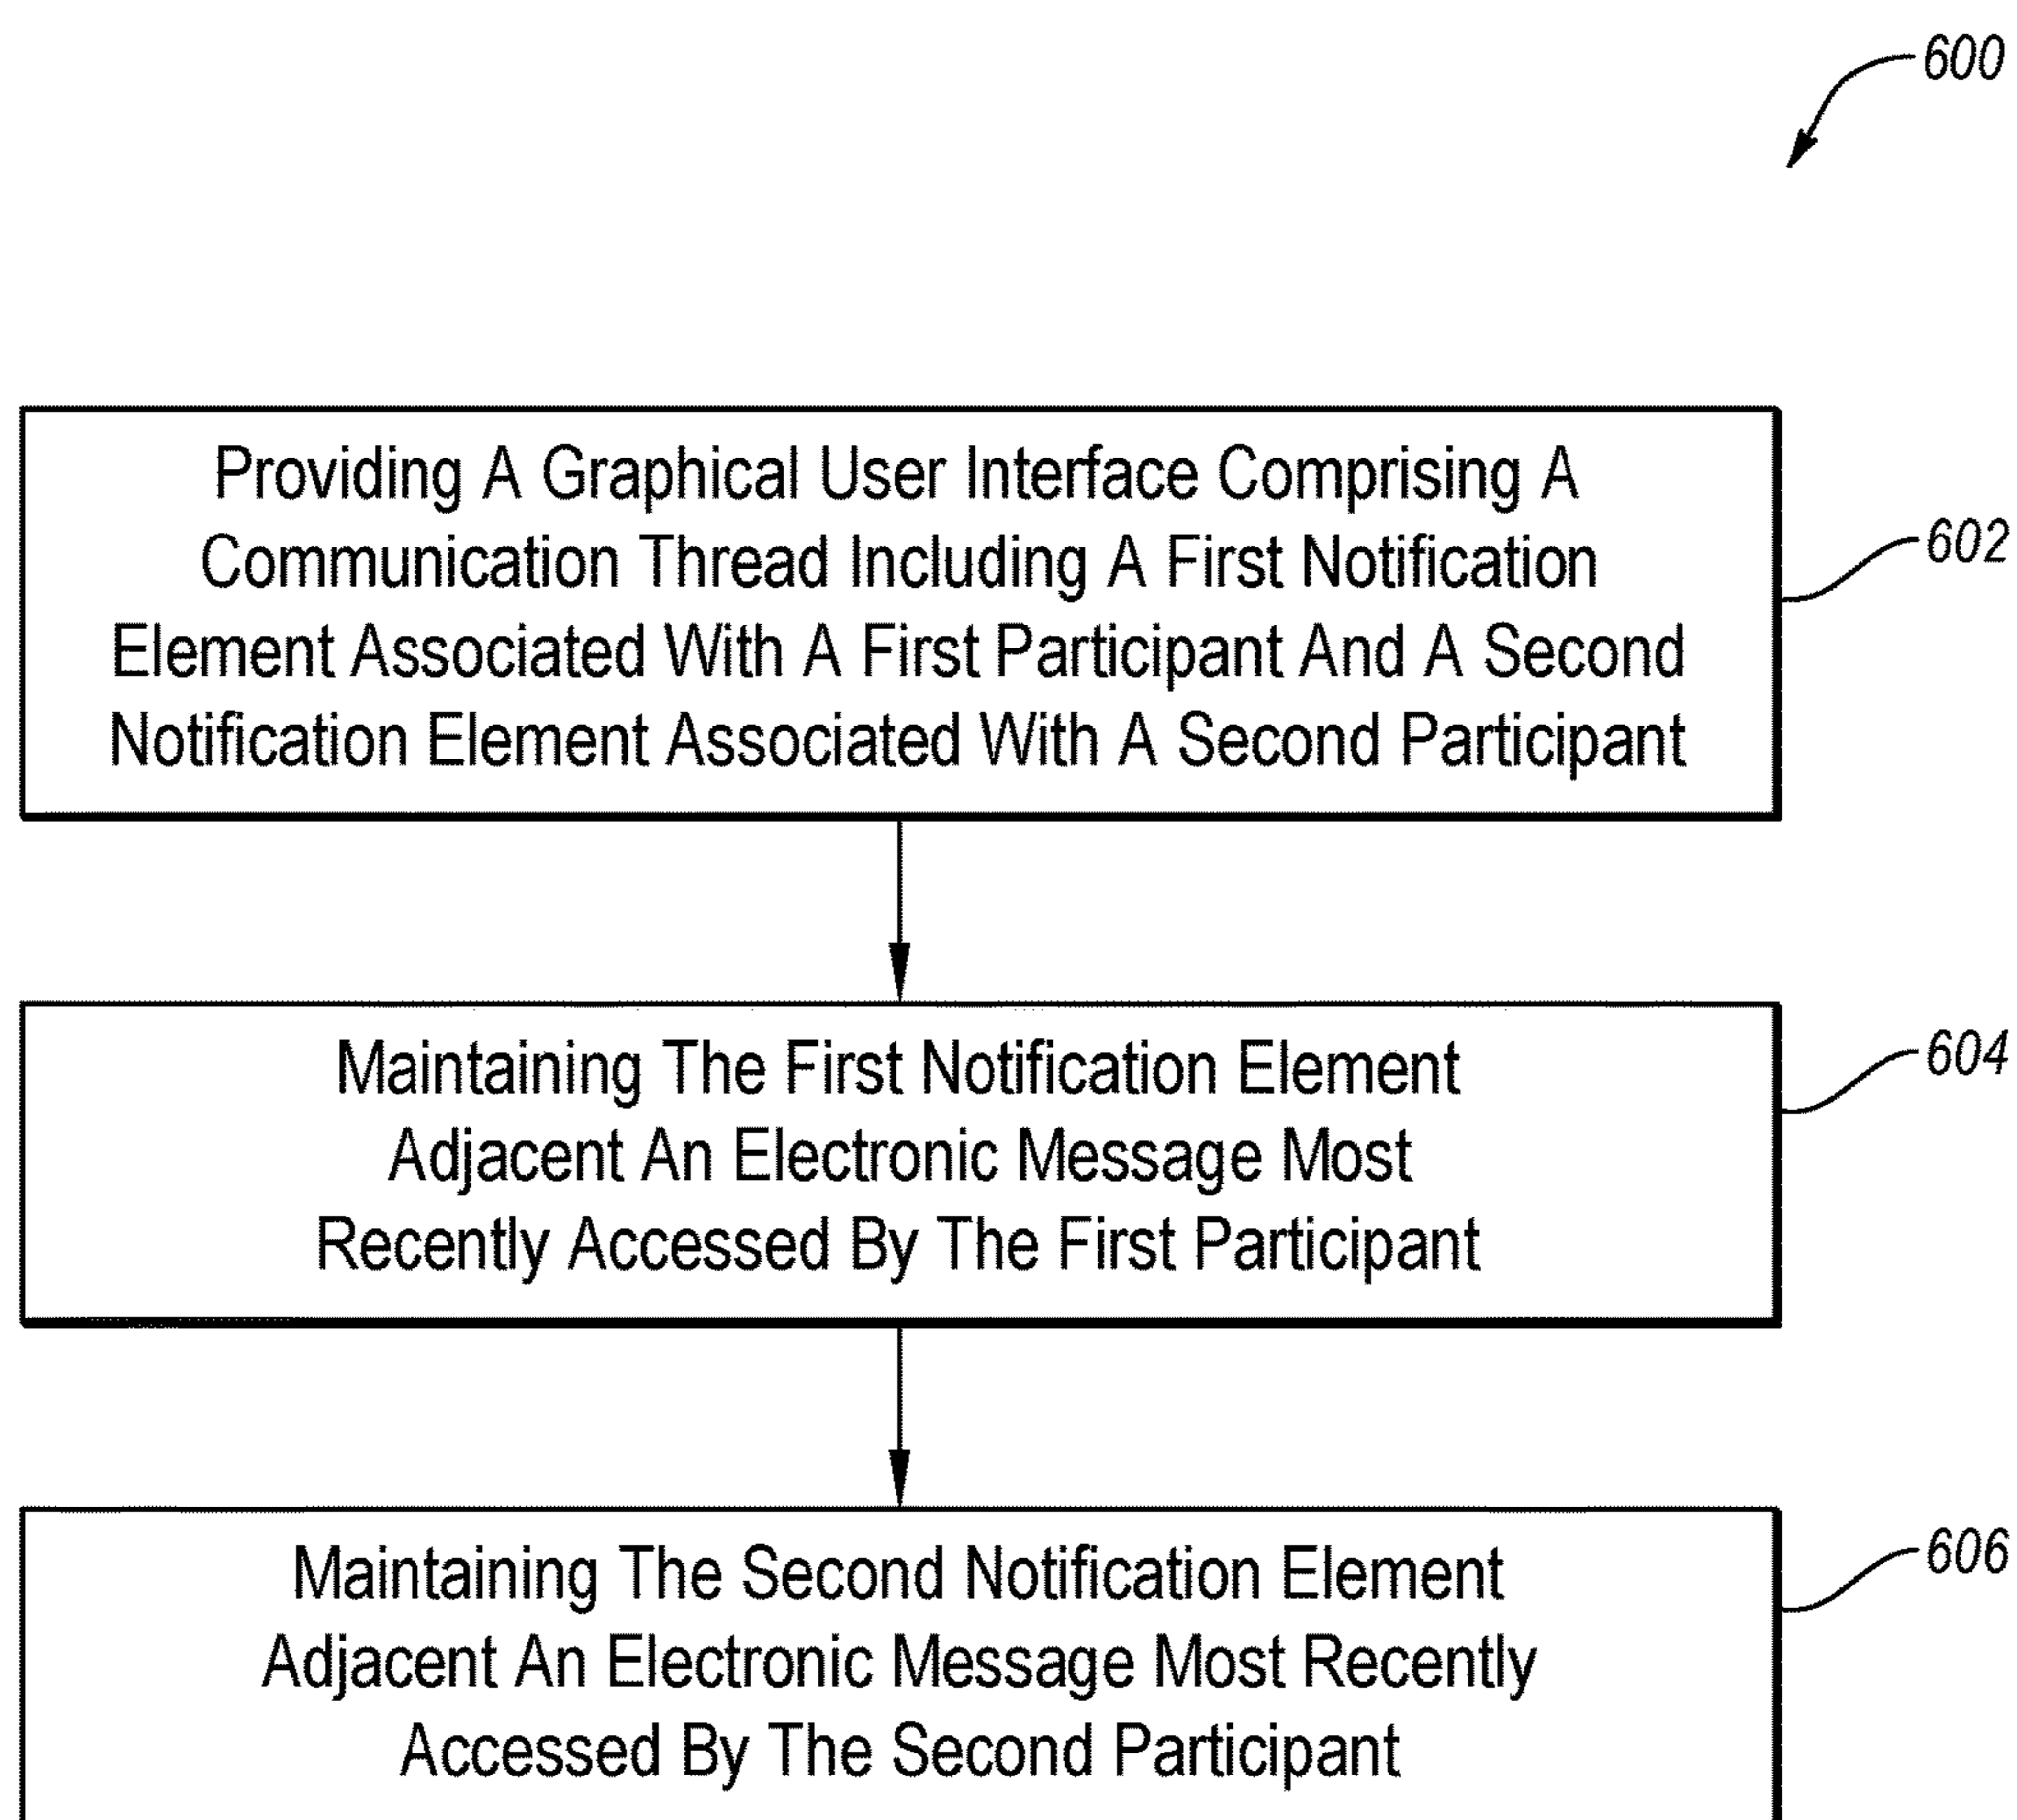 600
Providing A Graphical User Interface Comprising A
Communication Thread Including A First Notification
Element Associated With A First Participant And A Second
Notification Element Associated With A Second Participant
602
Maintaining The First Notification Element
Adjacent An Electronic Message Most
Recently Accessed By The First Participant
604
Maintaining The Second Notification Element
Adjacent An Electronic Message Most Recently
Accessed By The Second Participant
606